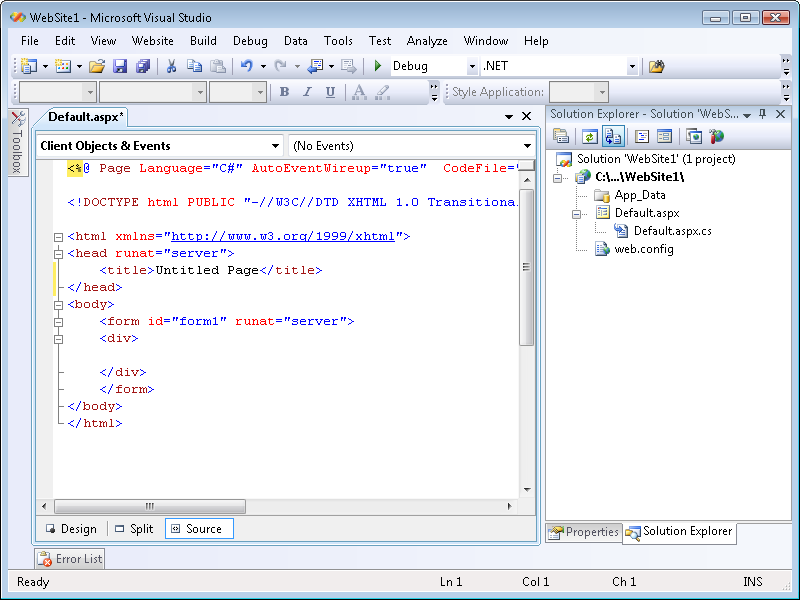 WebSite1 - Microsoft Visual Studio
File Edit View Website Build Debug Data Tools Test Analyze Window Help
Debug .NET
B I U A Style Application:
Toolbox
Default.aspx*
Client Objects & Events (No Events)
<%@ Page Language="C#" AutoEventWireup="true" CodeFile="
<!DOCTYPE html PUBLIC "-//W3C//DTD XHTML 1.0 Transitiona
<html xmlns="http://www.w3.org/1999/xhtml">
<head runat="server">
<title>Untitled Page</title>
</head>
<body>
<form id="form1" runat="server">
<div>
</div>
</form>
</body>
</html>
Design Split Source
Solution Explorer - Solution 'WebS...
Solution 'WebSite1' (1 project)
C:\...\WebSite1\
App_Data
Default.aspx
Default.aspx.cs
web.config
Properties Solution Explorer
Error List
Ready Ln 1 Col 1 Ch 1 INS